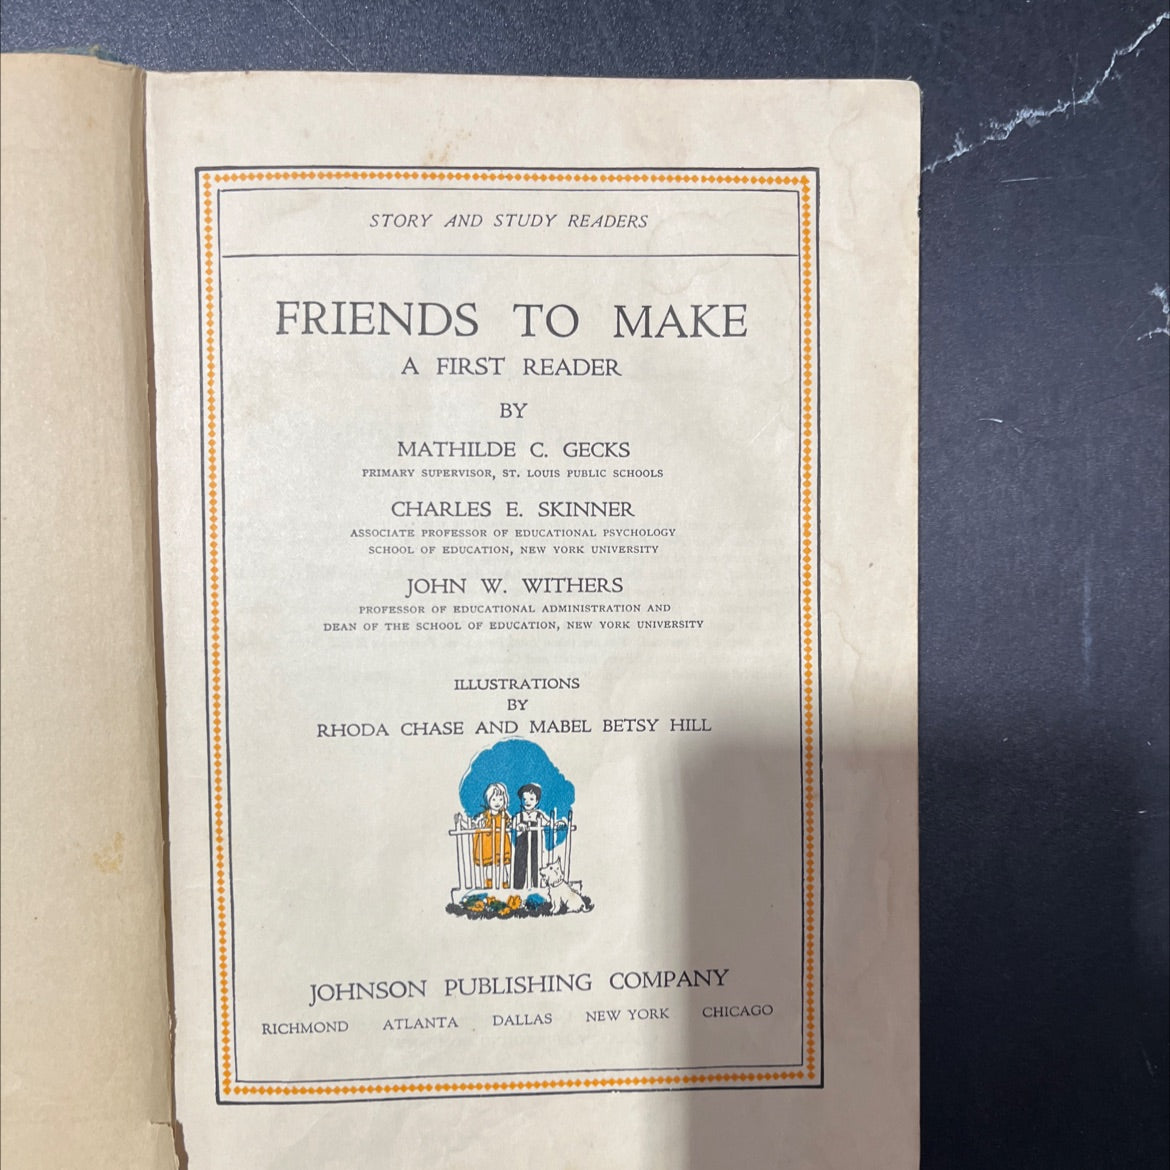 STORY AND STUDY READERS
FRIENDS TO MAKE
A FIRST READER
BY
MATHILDE C. GECKS
PRIMARY SUPERVISOR, ST. LOUIS PUBLIC SCHOOLS
CHARLES E. SKINNER
ASSOCIATE PROFESSOR OF EDUCATIONAL PSYCHOLOGY
SCHOOL OF EDUCATION, NEW YORK UNIVERSITY
JOHN W. WITHERS
PROFESSOR OF EDUCATIONAL ADMINISTRATION AND
DEAN OF THE SCHOOL OF EDUCATION, NEW YORK UNIVERSITY
ILLUSTRATIONS
BY
RHODA CHASE AND MABEL BETSY HILL
JOHNSON PUBLISHING COMPANY
RICHMOND ATLANTA DALLAS NEW YORK CHICAGO